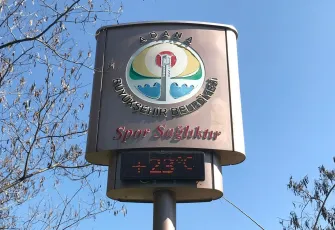 ADANA
BÜYÜKŞEHİR BELEDİYESİ
Spor Sağlıktır
+23°C